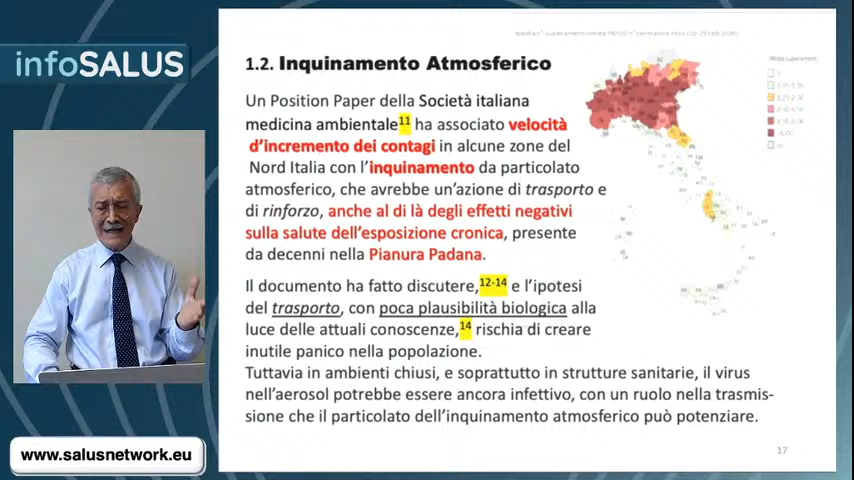 infoSALUS
1.2. Inquinamento Atmosferico
Un Position Paper della Società italiana
medicina ambientale11 ha associato velocità
d’incremento dei contagi in alcune zone del
Nord Italia con l’inquinamento da particolato
atmosferico, che avrebbe un’azione di trasporto e
di rinforzo, anche al di là degli effetti negativi
sulla salute dell’esposizione cronica, presente
da decenni nella Pianura Padana.
Il documento ha fatto discutere,12-14 e l’ipotesi
del trasporto, con poca plausibilità biologica alla
luce delle attuali conoscenze,14 rischia di creare
inutile panico nella popolazione.
Tuttavia in ambienti chiusi, e soprattutto in strutture sanitarie, il virus
nell’aerosol potrebbe essere ancora infettivo, con un ruolo nella trasmis-
sione che il particolato dell’inquinamento atmosferico può potenziare.
17
www.salusnetwork.eu